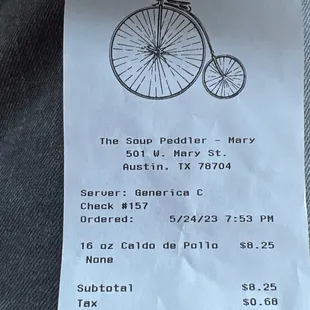 The Soup Peddler - Mary
501 W. Mary St.
Austin, TX 78704
Server: Generica C
Check #157
Ordered: 5/24/23 7:53 PM
16 oz Caldo de Pollo $8.25
None
Subtotal $8.25
Tax $0.68